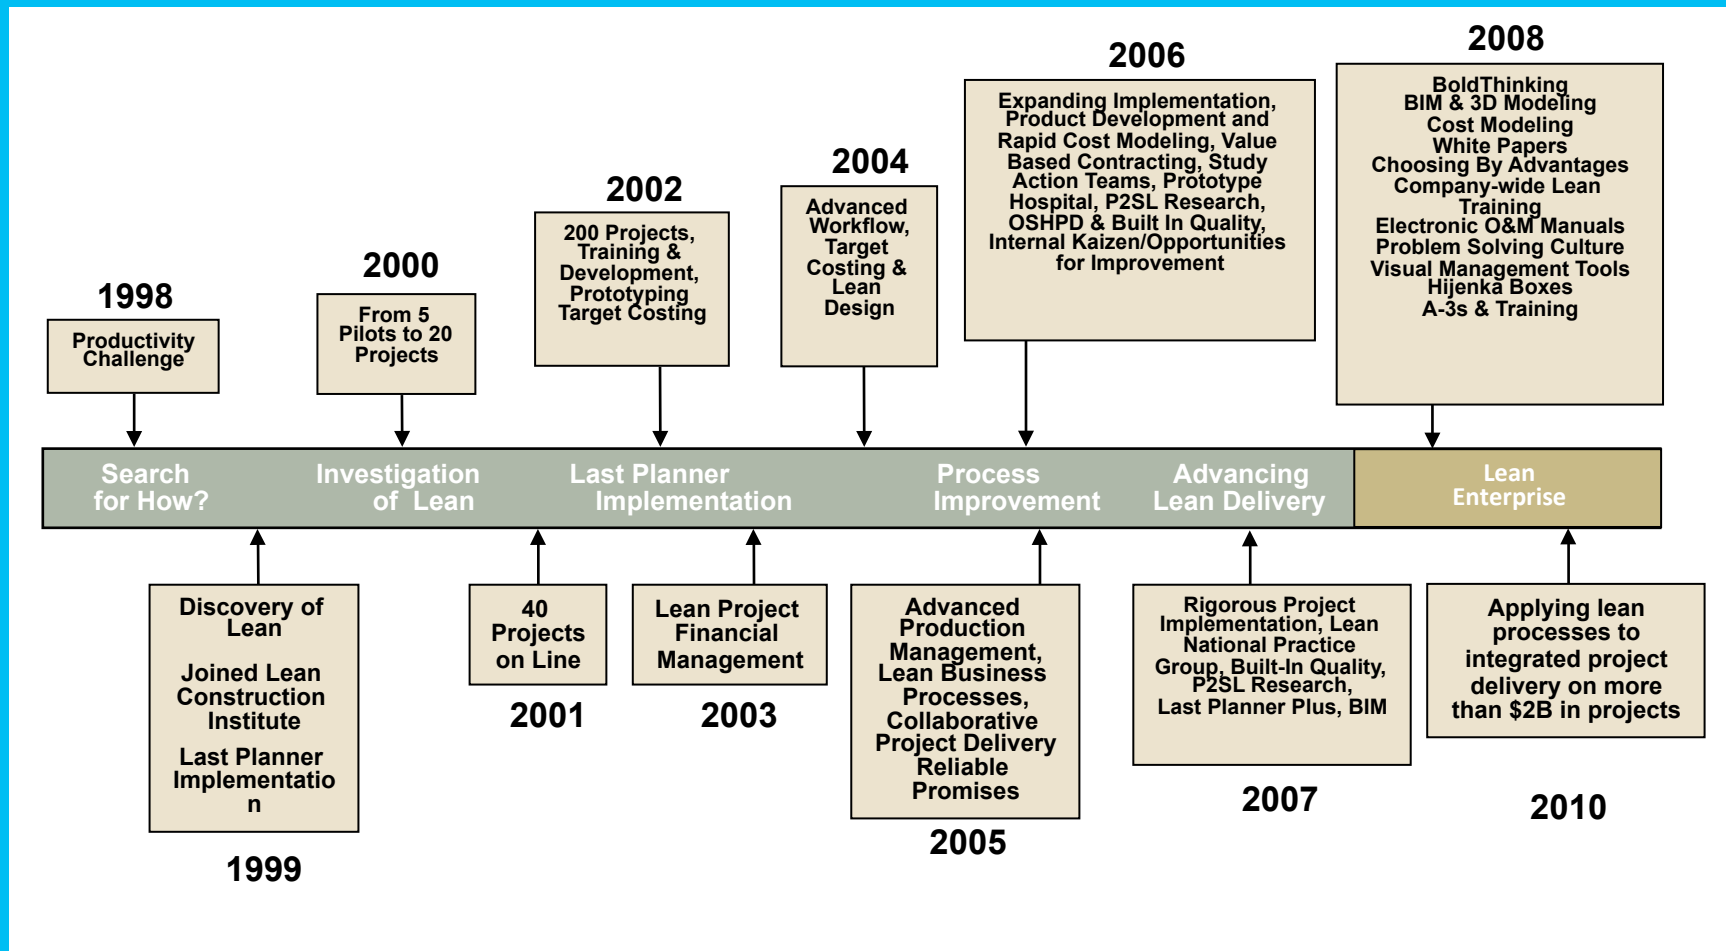 1998
Productivity
Challenge
2000
From 5
Pilots to 20
Projects
2002
200 Projects,
Training &
Development,
Prototyping
Target Costing
2004
Advanced
Workflow,
Target
Costing &
Lean
Design
2006
Expanding Implementation,
Product Development and
Rapid Cost Modeling, Value
Based Contracting, Study
Action Teams, Prototype
Hospital, P2SL Research,
OSHPD & Built In Quality,
Internal Kaizen/Opportunities
for Improvement
2008
BoldThinking
BIM & 3D Modeling
Cost Modeling
White Papers
Choosing By Advantages
Company-wide Lean
Training
Electronic O&M Manuals
Problem Solving Culture
Visual Management Tools
Hijenka Boxes
A-3s & Training
Search
for How?
Investigation
of Lean
Last Planner
Implementation
Process
Improvement
Advancing
Lean Delivery
Lean
Enterprise
Discovery of
Lean
Joined Lean
Construction
Institute
Last Planner
Implementatio
n
1999
40
Projects
on Line
2001
Lean Project
Financial
Management
2003
Advanced
Production
Management,
Lean Business
Processes,
Collaborative
Project Delivery
Reliable
Promises
2005
Rigorous Project
Implementation, Lean
National Practice
Group, Built-In Quality,
P2SL Research,
Last Planner Plus, BIM
2007
Applying lean
processes to
integrated project
delivery on more
than $2B in projects
2010